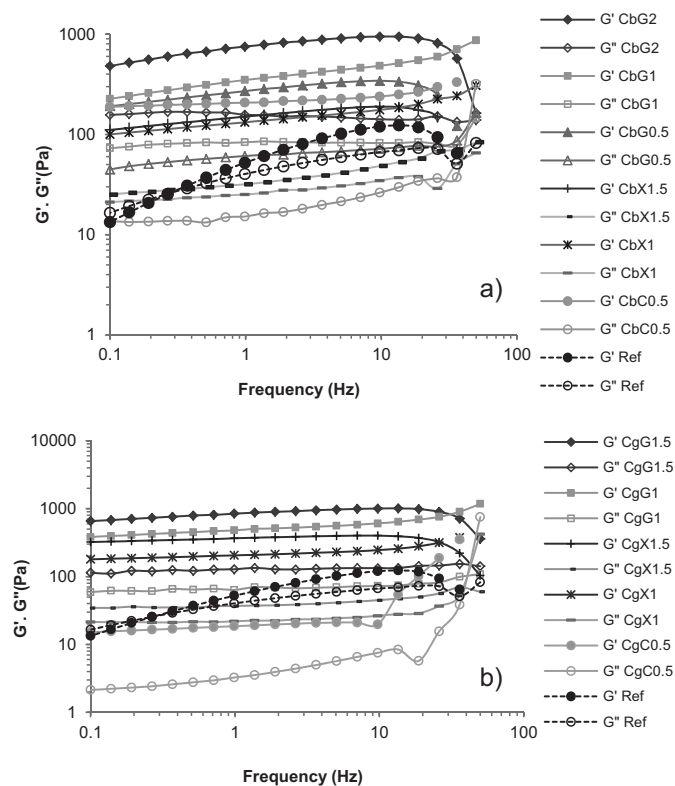 1000
100
10
1
0.1
1
10
100
G'. G''(Pa)
Frequency (Hz)
a)
G' CbG2
G'' CbG2
G' CbG1
G'' CbG1
G' CbG0.5
G'' CbG0.5
G' CbX1.5
G'' CbX1.5
G' CbX1
G'' CbX1
G' CbC0.5
G'' CbC0.5
G' Ref
G'' Ref
10000
1000
100
10
1
0.1
1
10
100
G'. G''(Pa)
Frequency (Hz)
b)
G' CgG1.5
G'' CgG1.5
G' CgG1
G'' CgG1
G' CgX1.5
G'' CgX1.5
G' CgX1
G'' CgX1
G' CgC0.5
G'' CgC0.5
G' Ref
G'' Ref